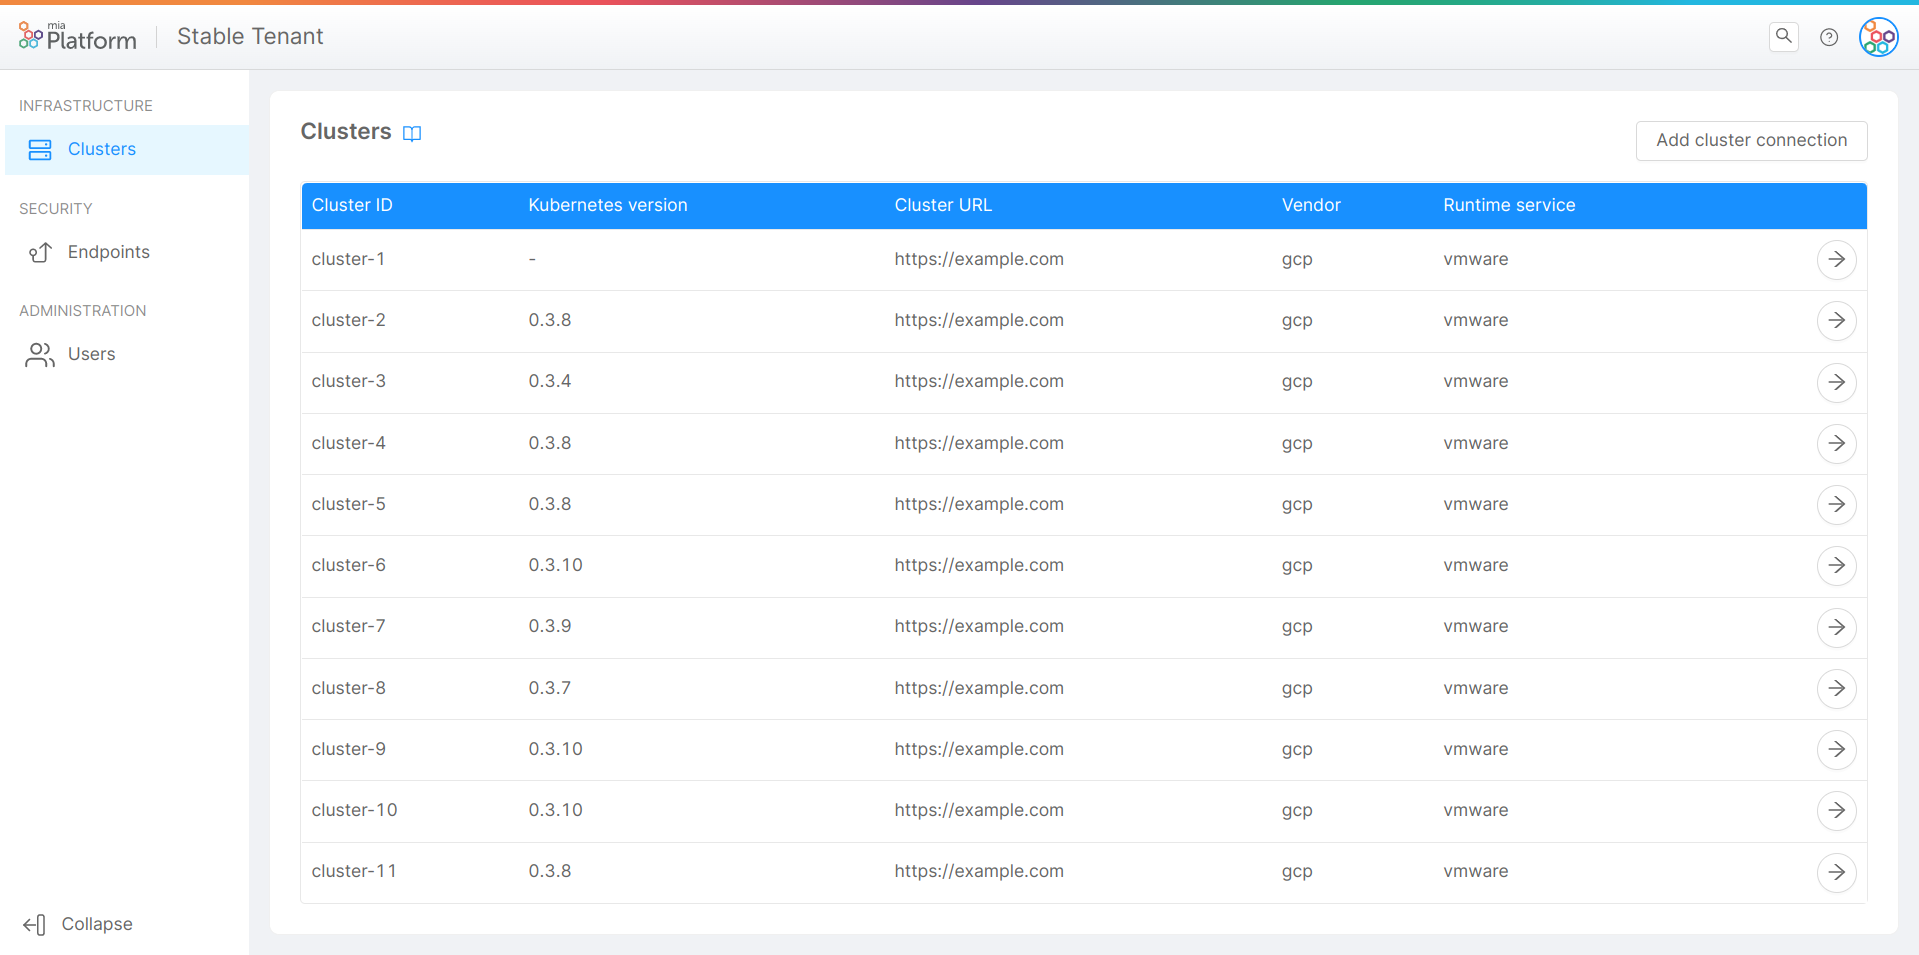 mia
Platform
Stable Tenant
INFRASTRUCTURE
Clusters
SECURITY
Endpoints
ADMINISTRATION
Users
Collapse
Clusters
Add cluster connection
Cluster ID Kubernetes version Cluster URL Vendor Runtime service
cluster-1 - https://example.com gcp vmware
cluster-2 0.3.8 https://example.com gcp vmware
cluster-3 0.3.4 https://example.com gcp vmware
cluster-4 0.3.8 https://example.com gcp vmware
cluster-5 0.3.8 https://example.com gcp vmware
cluster-6 0.3.10 https://example.com gcp vmware
cluster-7 0.3.9 https://example.com gcp vmware
cluster-8 0.3.7 https://example.com gcp vmware
cluster-9 0.3.10 https://example.com gcp vmware
cluster-10 0.3.10 https://example.com gcp vmware
cluster-11 0.3.8 https://example.com gcp vmware